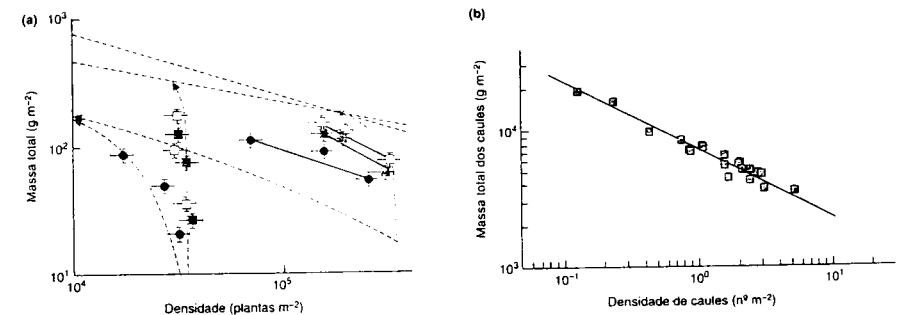 (a)
10³
10²
10¹
Massa total (g m⁻²)
10⁴
10⁵
Densidade (plantas m⁻²)
(b)
10⁴
10³
Massa total dos caules (g m⁻²)
10⁻¹
10⁰
10¹
Densidade de caules (nº m⁻²)